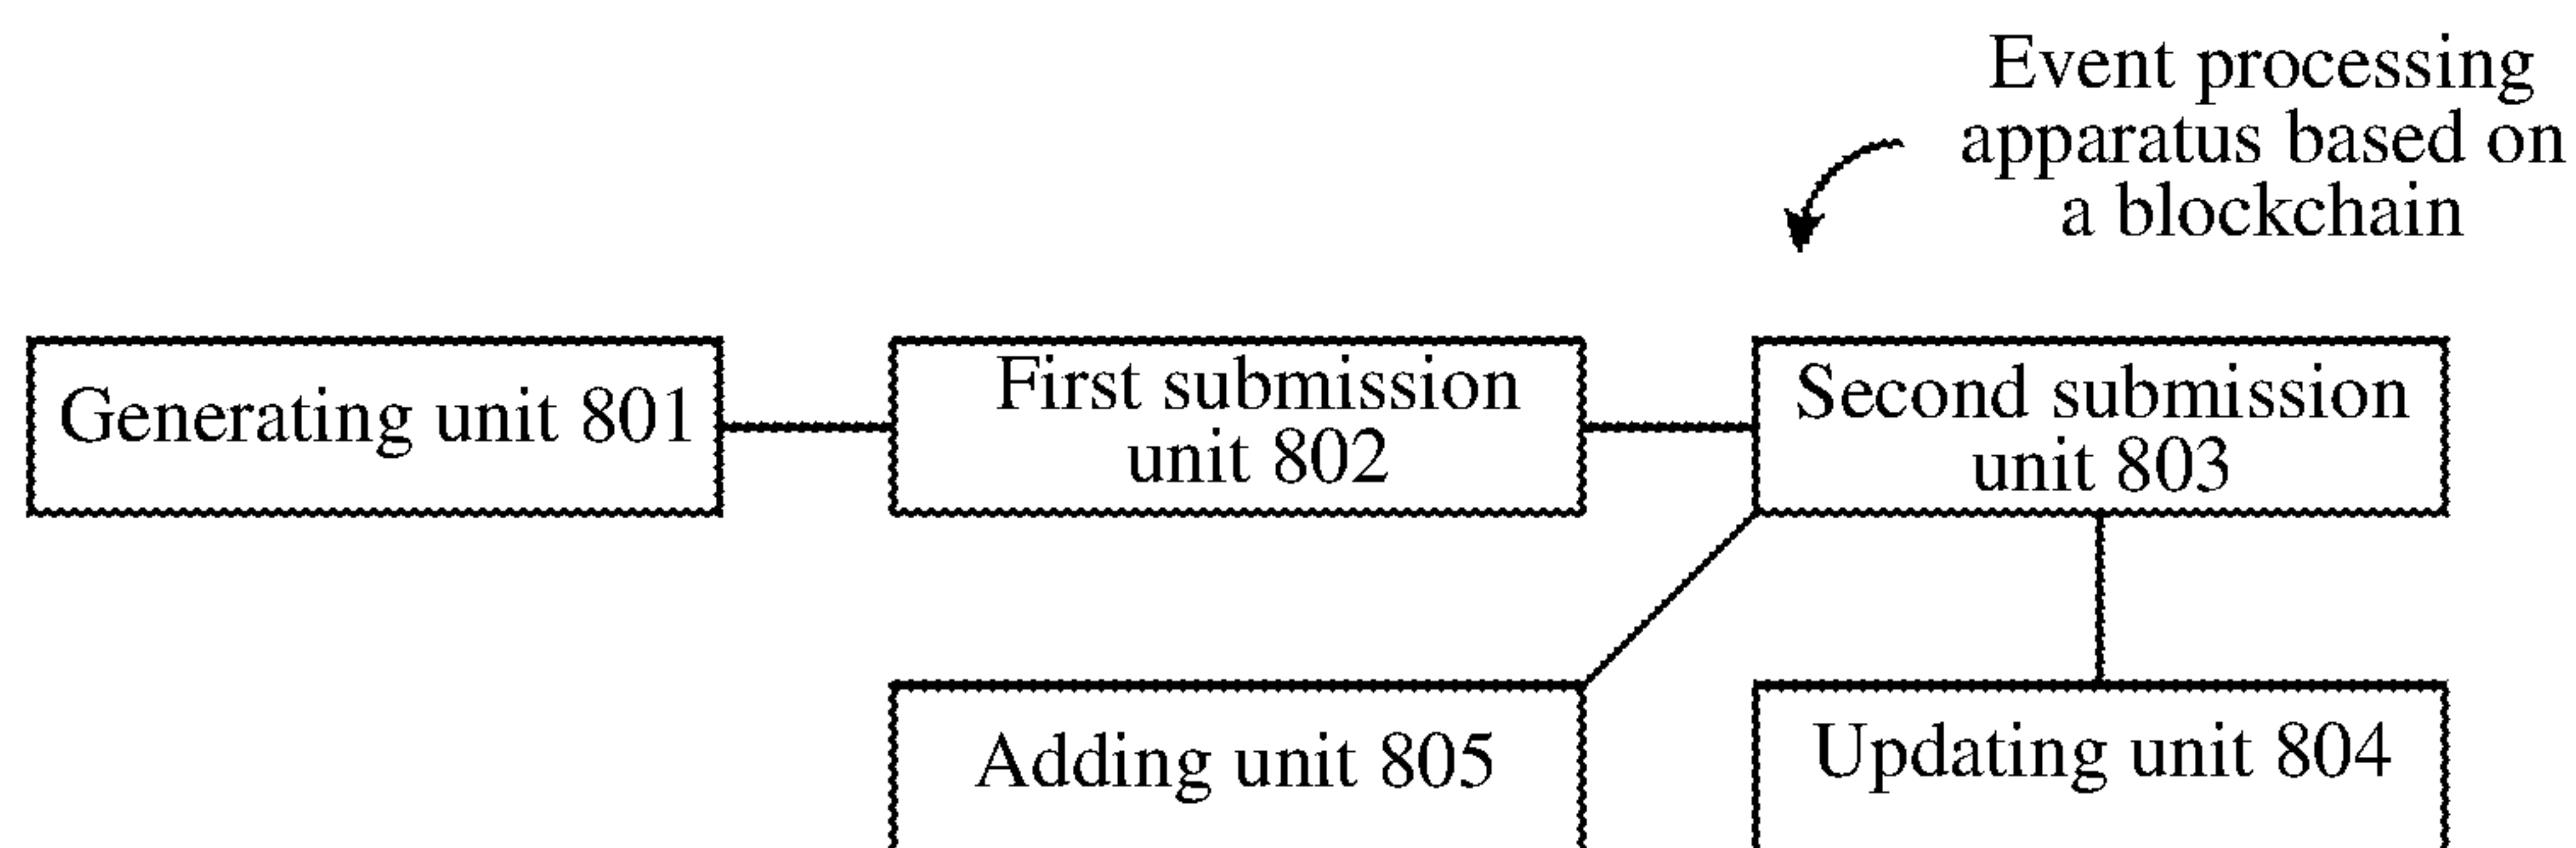 Event processing
apparatus based on
a blockchain
Generating unit 801
First submission
unit 802
Second submission
unit 803
Adding unit 805
Updating unit 804